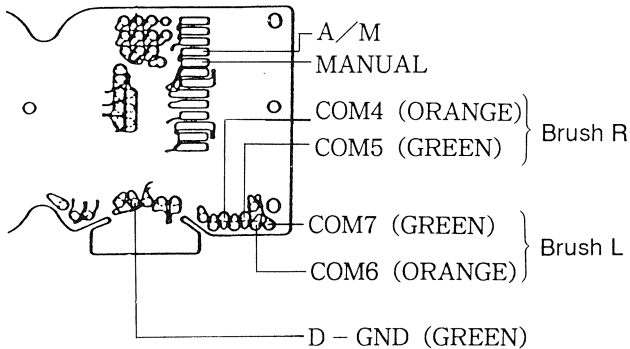 A/M
MANUAL
COM4 (ORANGE)
COM5 (GREEN)
Brush R
COM7 (GREEN)
COM6 (ORANGE)
Brush L
D-GND (GREEN)